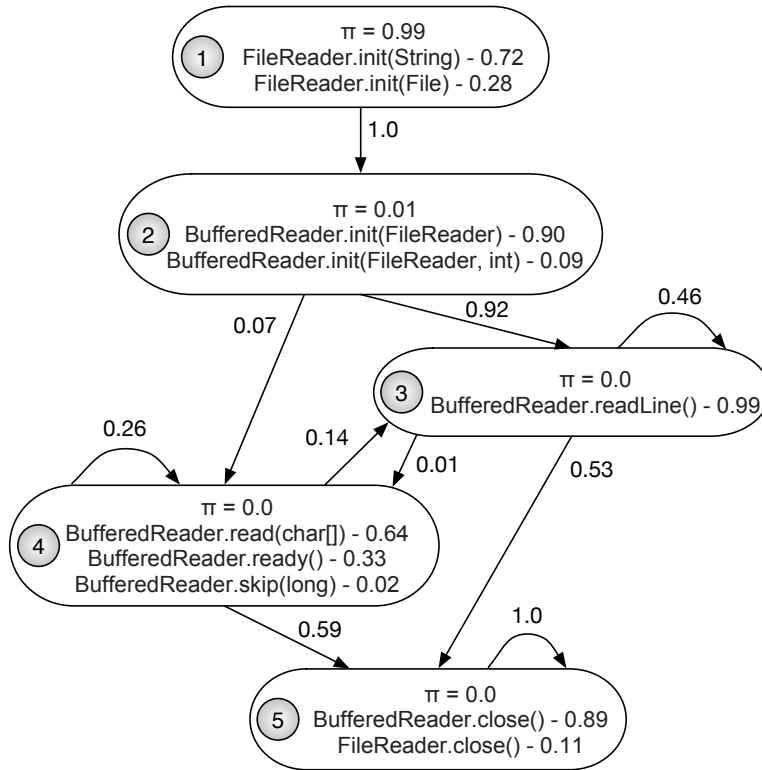 π = 0.99
1
FileReader.init(String) - 0.72
FileReader.init(File) - 0.28
1.0
π = 0.01
2
BufferedReader.init(FileReader) - 0.90
BufferedReader.init(FileReader, int) - 0.09
0.07
0.92
0.46
π = 0.0
3
BufferedReader.readLine() - 0.99
0.26
0.14
0.01
0.53
π = 0.0
4
BufferedReader.read(char[]) - 0.64
BufferedReader.ready() - 0.33
BufferedReader.skip(long) - 0.02
0.59
1.0
π = 0.0
5
BufferedReader.close() - 0.89
FileReader.close() - 0.11